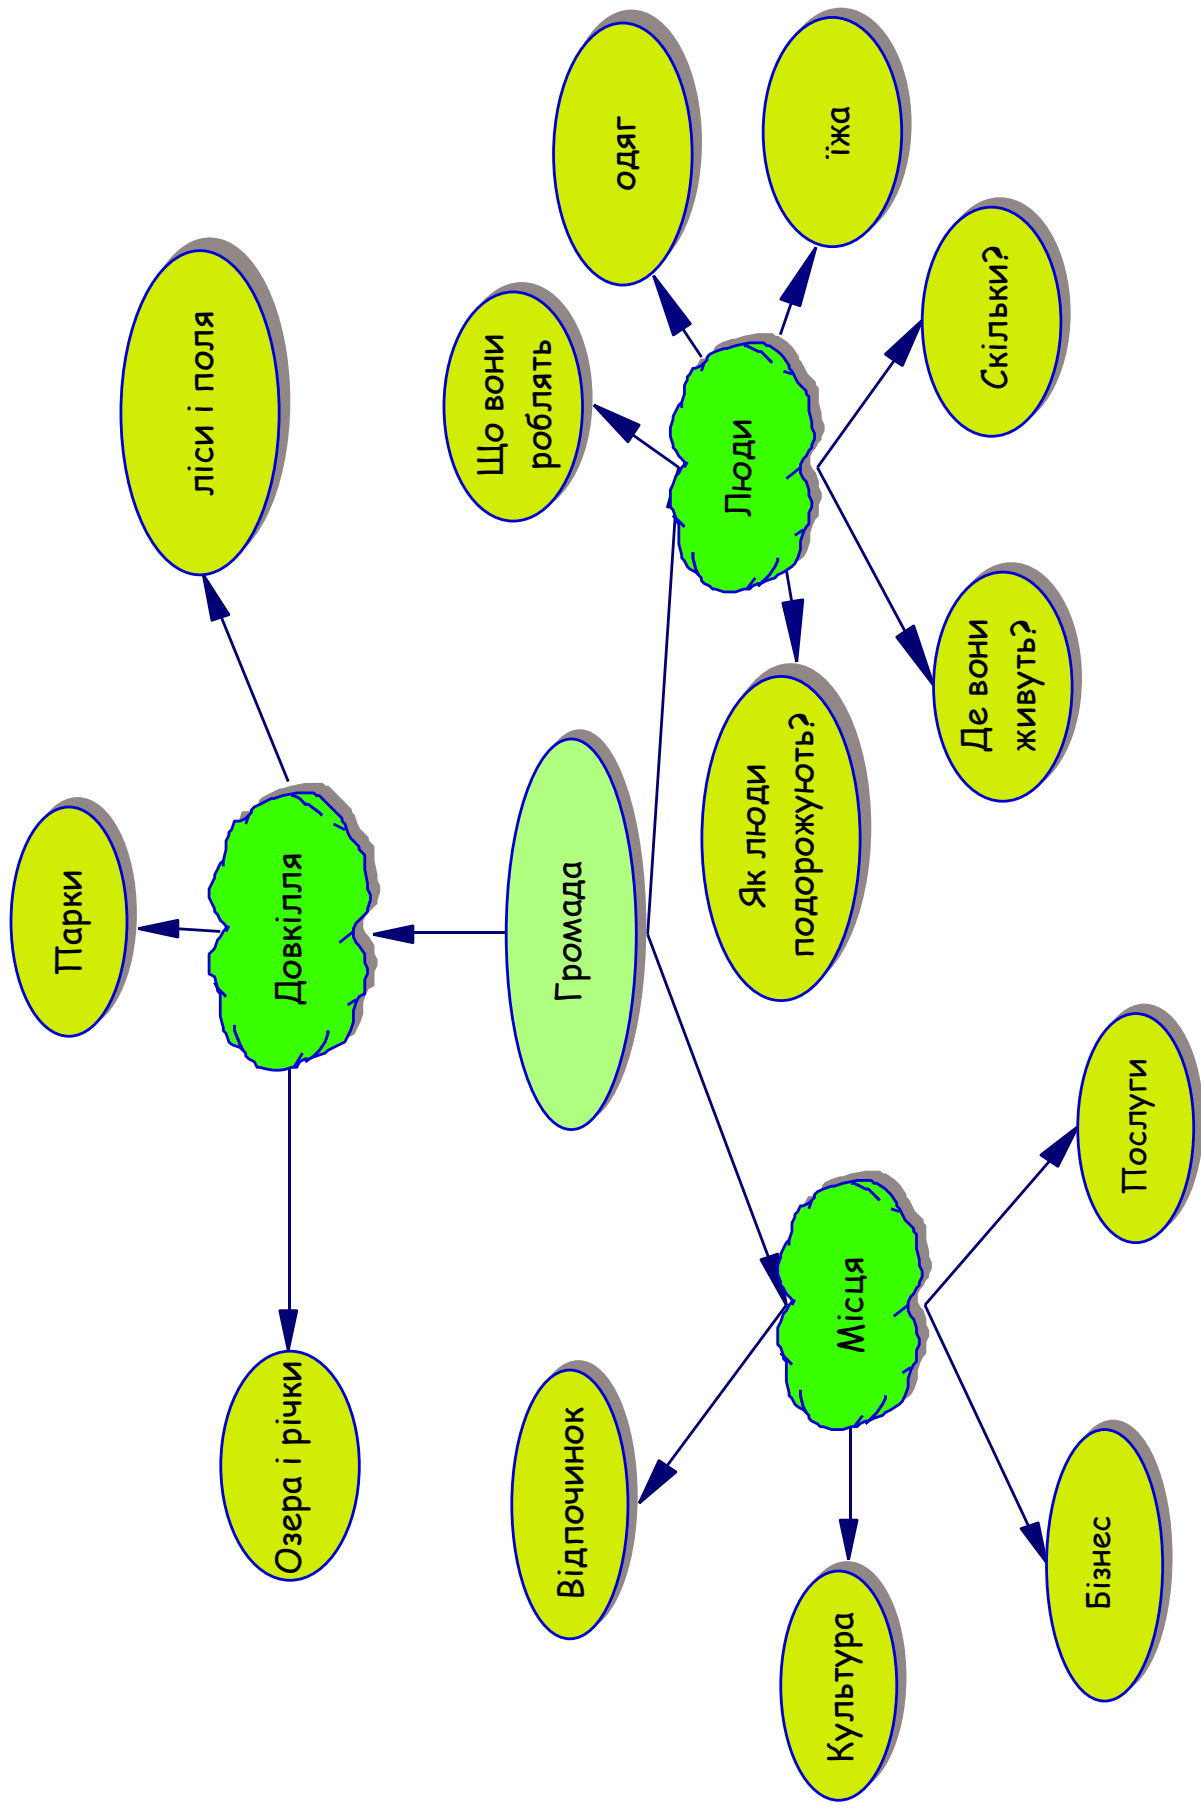 Парки
ліси і поля
Довкілля
Озера і річки
Громада
Що вони
роблять
одяг
їжа
Люди
Скільки?
Де вони
живуть?
Як люди
подорожують?
Відпочинок
Місця
Культура
Бізнес
Послуги